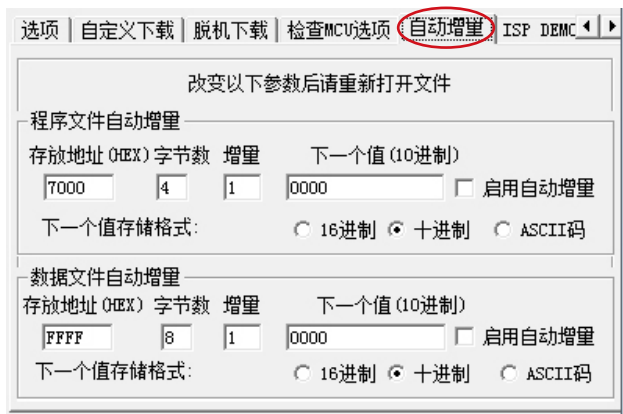 选项 自定义下载 脱机下载 检查MCU选项 自动增量 ISP DEMC
改变以下参数后请重新打开文件
程序文件自动增量
存放地址(HEX) 字节数 增量 下一个值(10进制)
7000 4 1 0000 启用自动增量
下一个值存储格式: 16进制 十进制 ASCII码
数据文件自动增量
存放地址(HEX) 字节数 增量 下一个值(10进制)
FFFF 8 1 0000 启用自动增量
下一个值存储格式: 16进制 十进制 ASCII码